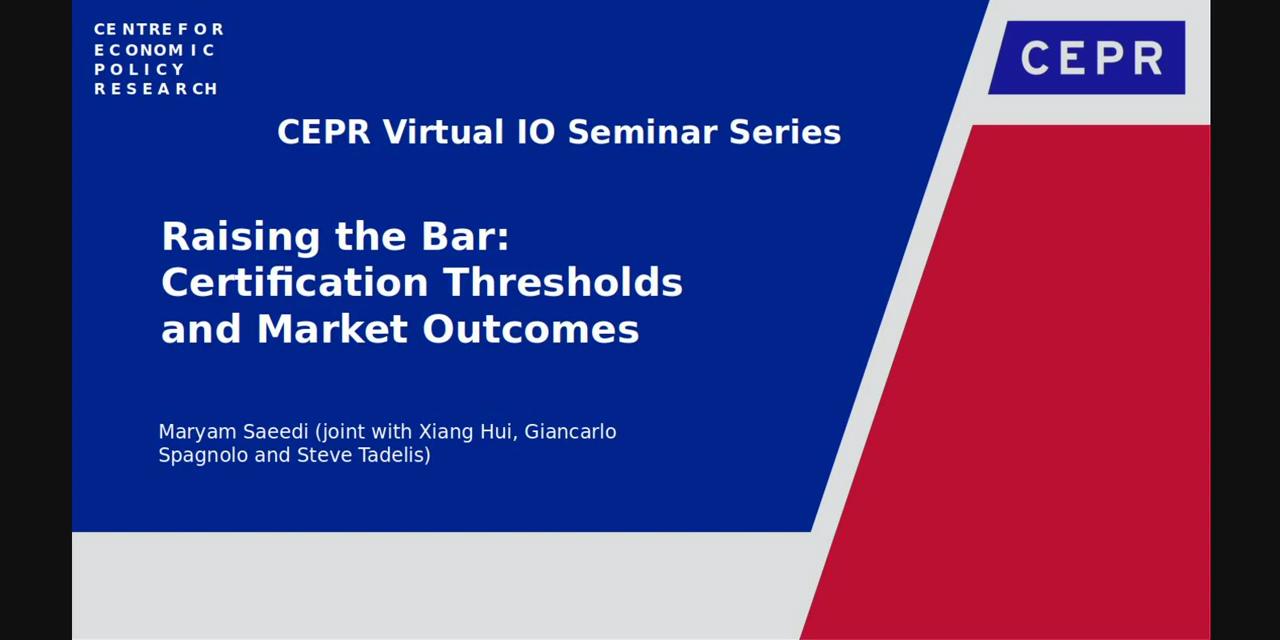 CENTRE FOR
ECONOMIC
POLICY
RESEARCH
CEPR
CEPR Virtual IO Seminar Series
Raising the Bar:
Certification Thresholds
and Market Outcomes
Maryam Saeedi (joint with Xiang Hui, Giancarlo
Spagnolo and Steve Tadelis)